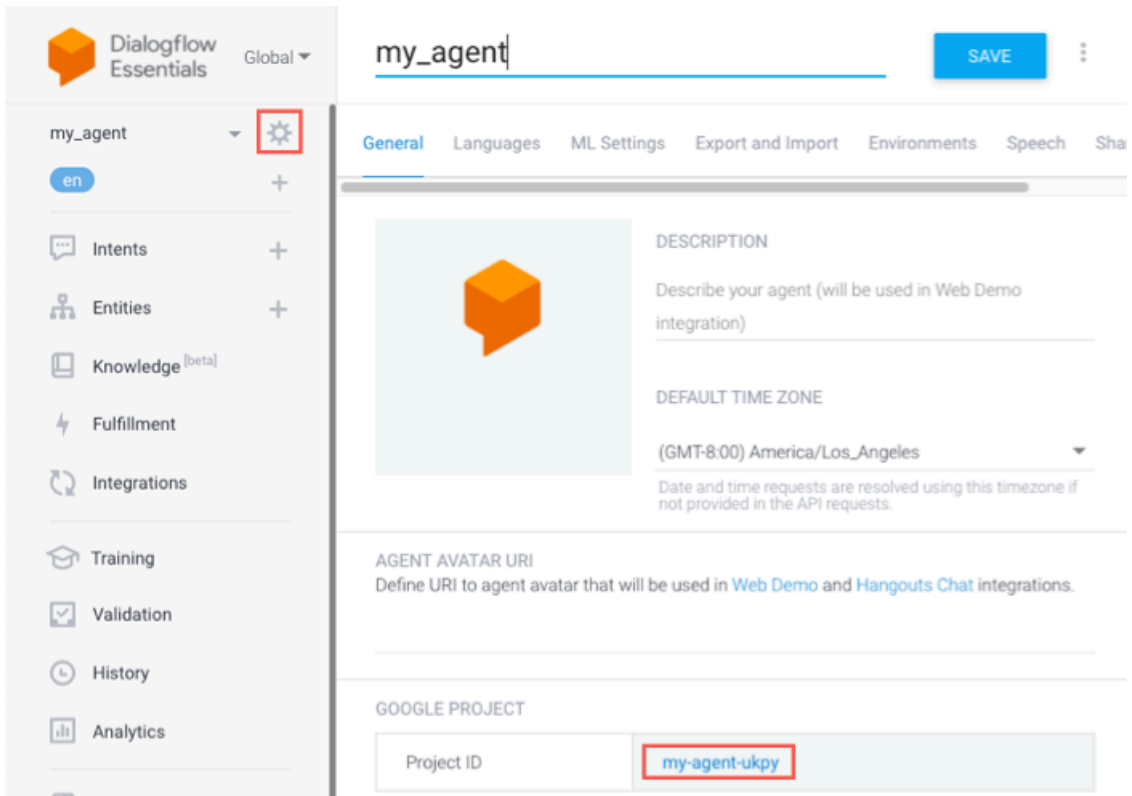 Dialogflow
Essentials
Global
my_agent
en
Intents
Entities
Knowledge [beta]
Fulfillment
Integrations
Training
Validation
History
Analytics
my_agent
SAVE
General Languages ML Settings Export and Import Environments Speech Sha
DESCRIPTION
Describe your agent (will be used in Web Demo
integration)
DEFAULT TIME ZONE
(GMT-8:00) America/Los_Angeles
Date and time requests are resolved using this timezone if
not provided in the API requests.
AGENT AVATAR URI
Define URI to agent avatar that will be used in Web Demo and Hangouts Chat integrations.
GOOGLE PROJECT
Project ID my-agent-ukpy